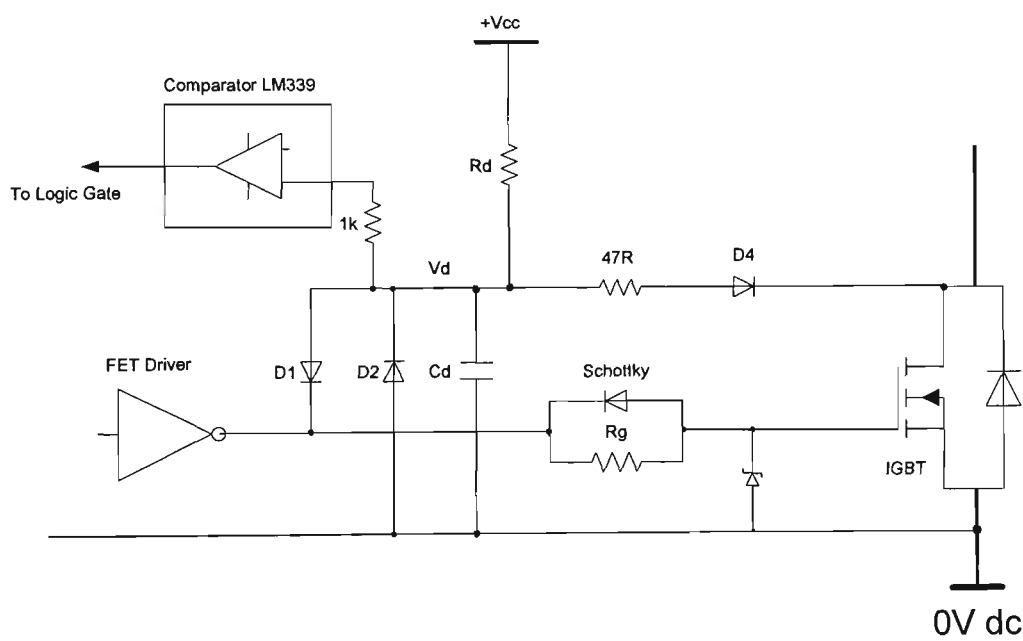 +Vcc
Comparator LM339
Rd
To Logic Gate
1k
Vd
47R
D4
FET Driver
D1
D2
Cd
Schottky
Rg
IGBT
0V dc